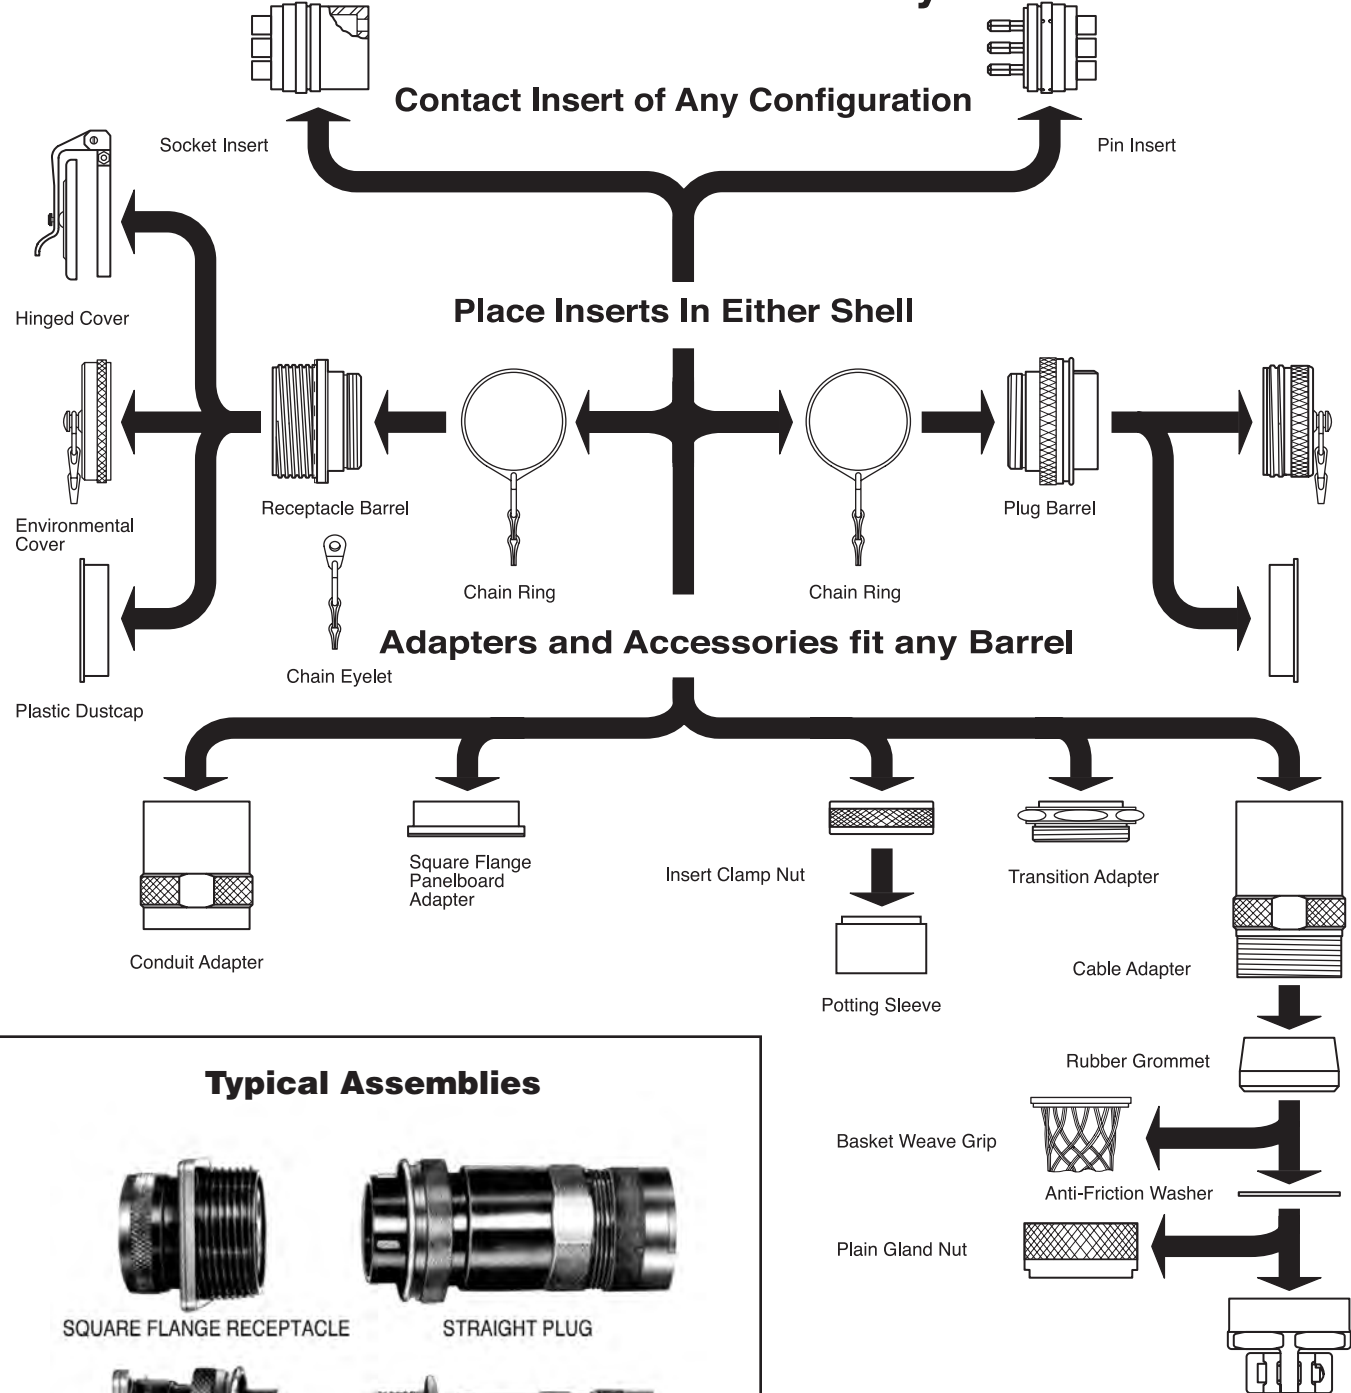 Contact Insert of Any Configuration
Socket Insert
Pin Insert
Hinged Cover
Place Inserts In Either Shell
Environmental
Cover
Receptacle Barrel
Plug Barrel
Chain Ring
Chain Ring
Chain Eyelet
Plastic Dustcap
Adapters and Accessories fit any Barrel
Conduit Adapter
Square Flange
Panelboard
Adapter
Insert Clamp Nut
Transition Adapter
Potting Sleeve
Cable Adapter
Rubber Grommet
Basket Weave Grip
Anti-Friction Washer
Plain Gland Nut
Typical Assemblies
SQUARE FLANGE RECEPTACLE
STRAIGHT PLUG